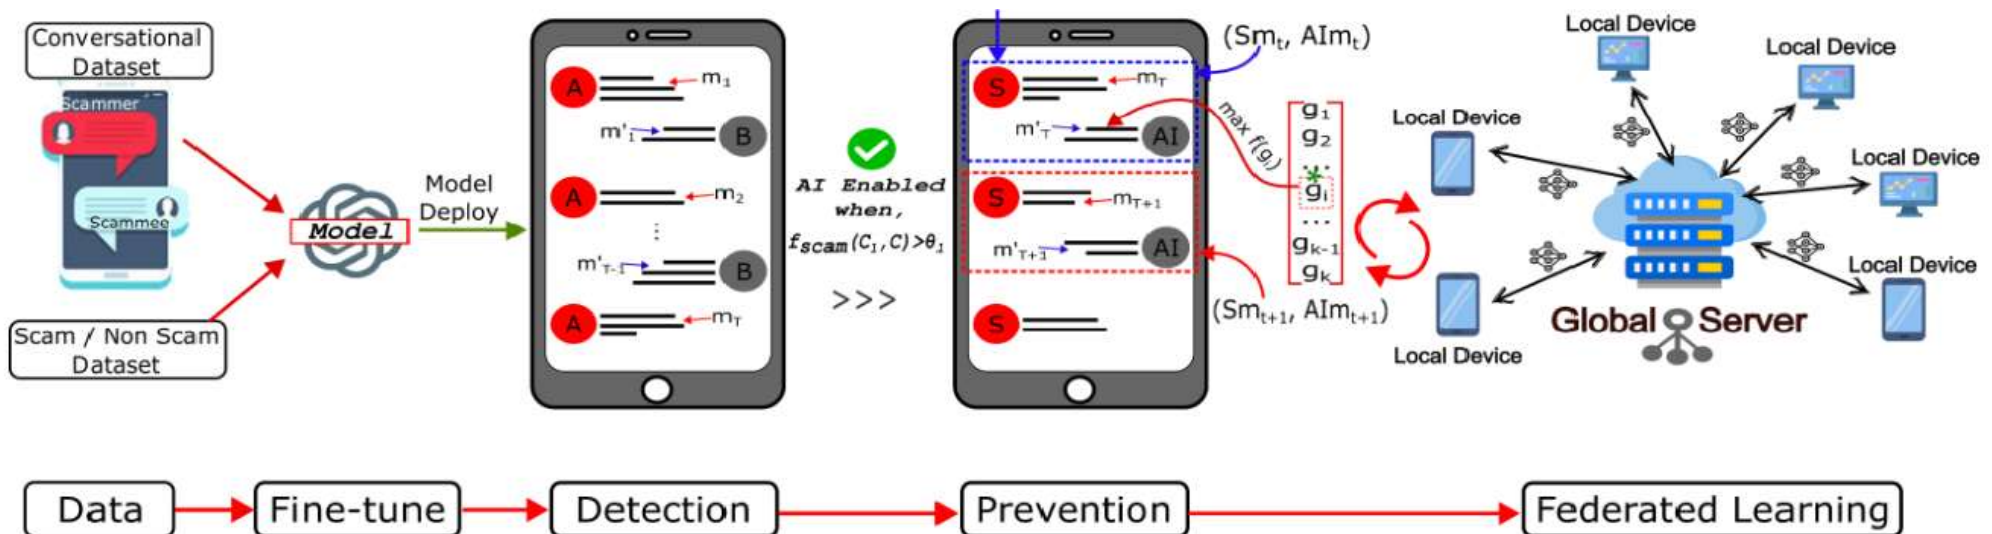 Conversational
Dataset
Scammer
Scammee
Scam / Non Scam
Dataset
Model
Model
Deploy
A
m₁
m'₁
B
A
m₂
⋮
m'T-1
B
A
mT
AI Enabled
when,
fscam(C₁,C)>θ₁
>>>
(Smt, AImt)
S
mT
m'T
AI
S
mT+1
m'T+1
AI
(Smt+1, AImt+1)
S
max f(gᵢ)
g₁
g₂
...
*
gᵢ
...
gk-1
gk
Local Device
Local Device
Local Device
Local Device
Local Device
Local Device
Local Device
Global Server
Data
Fine-tune
Detection
Prevention
Federated Learning